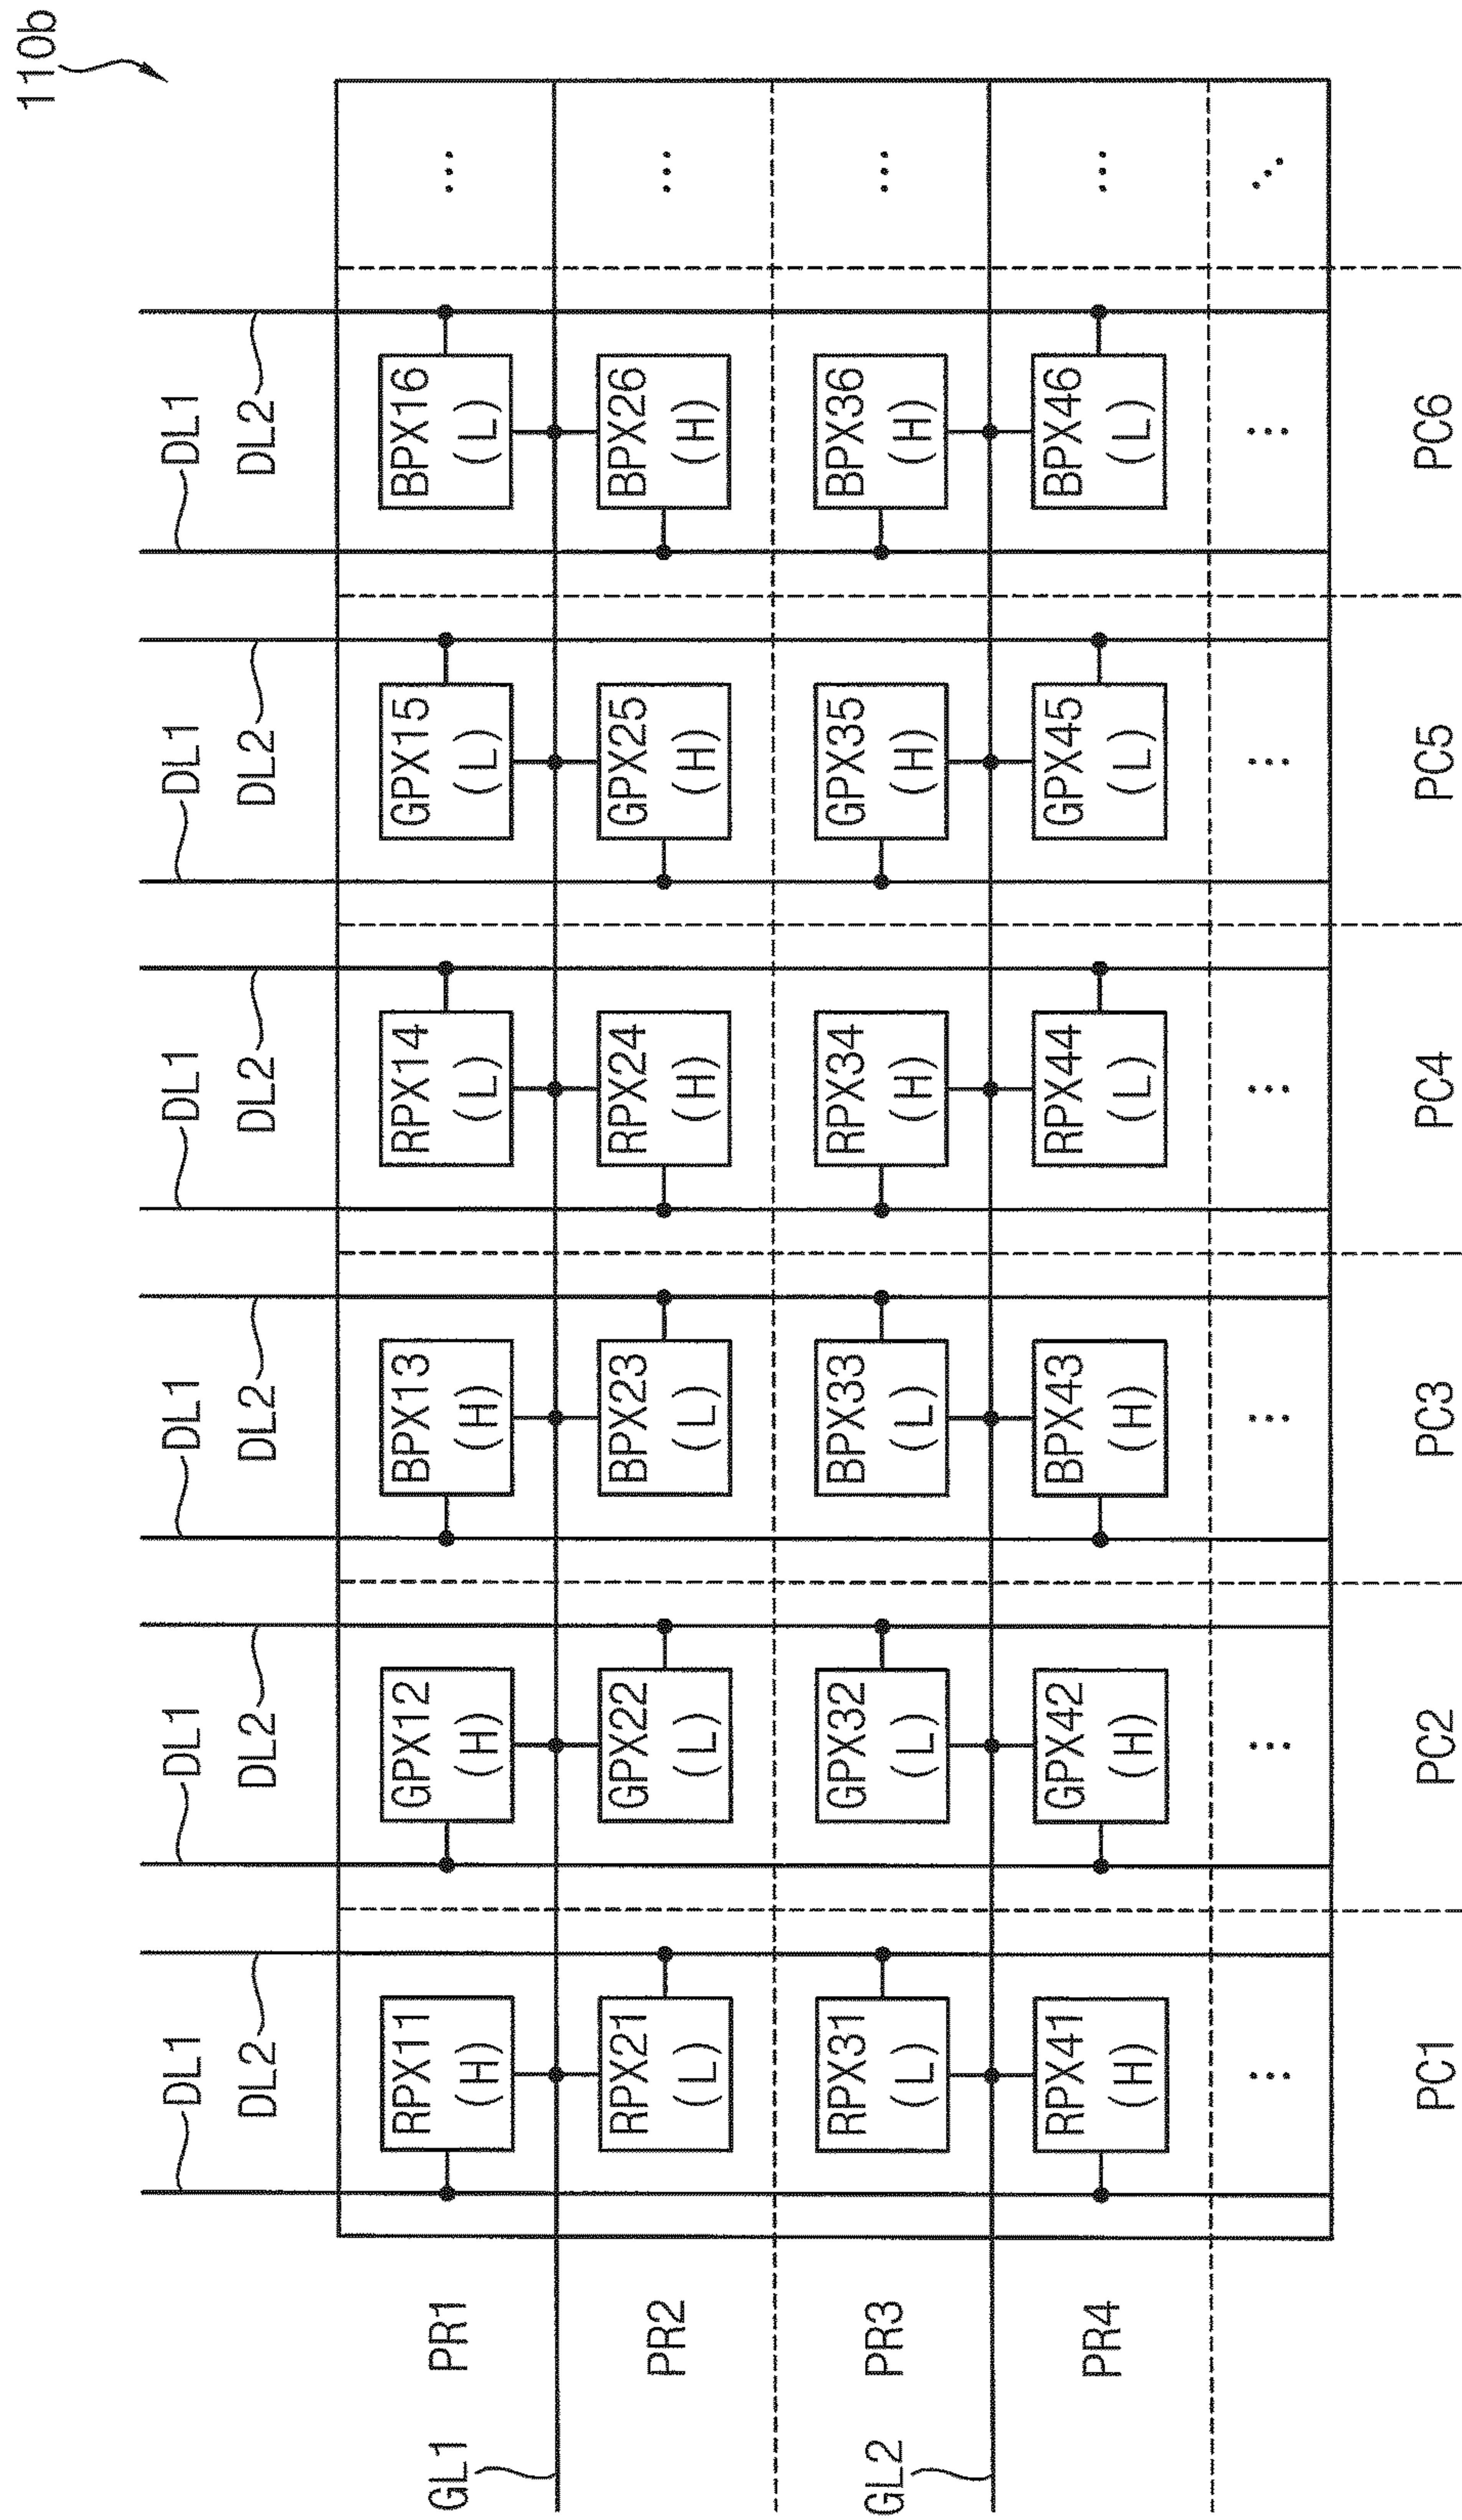 110b
DL1 DL2 DL1 DL2 DL1 DL2 DL1 DL2 DL1 DL2 DL1 DL2
PR1 RPX11 (H) GPX12 (H) BPX13 (H) RPX14 (L) GPX15 (L) BPX16 (L) ...
GL1
PR2 RPX21 (L) GPX22 (L) BPX23 (L) RPX24 (H) GPX25 (H) BPX26 (H) ...
PR3 RPX31 (L) GPX32 (L) BPX33 (L) RPX34 (H) GPX35 (H) BPX36 (H) ...
GL2
PR4 RPX41 (H) GPX42 (H) BPX43 (H) RPX44 (L) GPX45 (L) BPX46 (L) ...
PC1 PC2 PC3 PC4 PC5 PC6